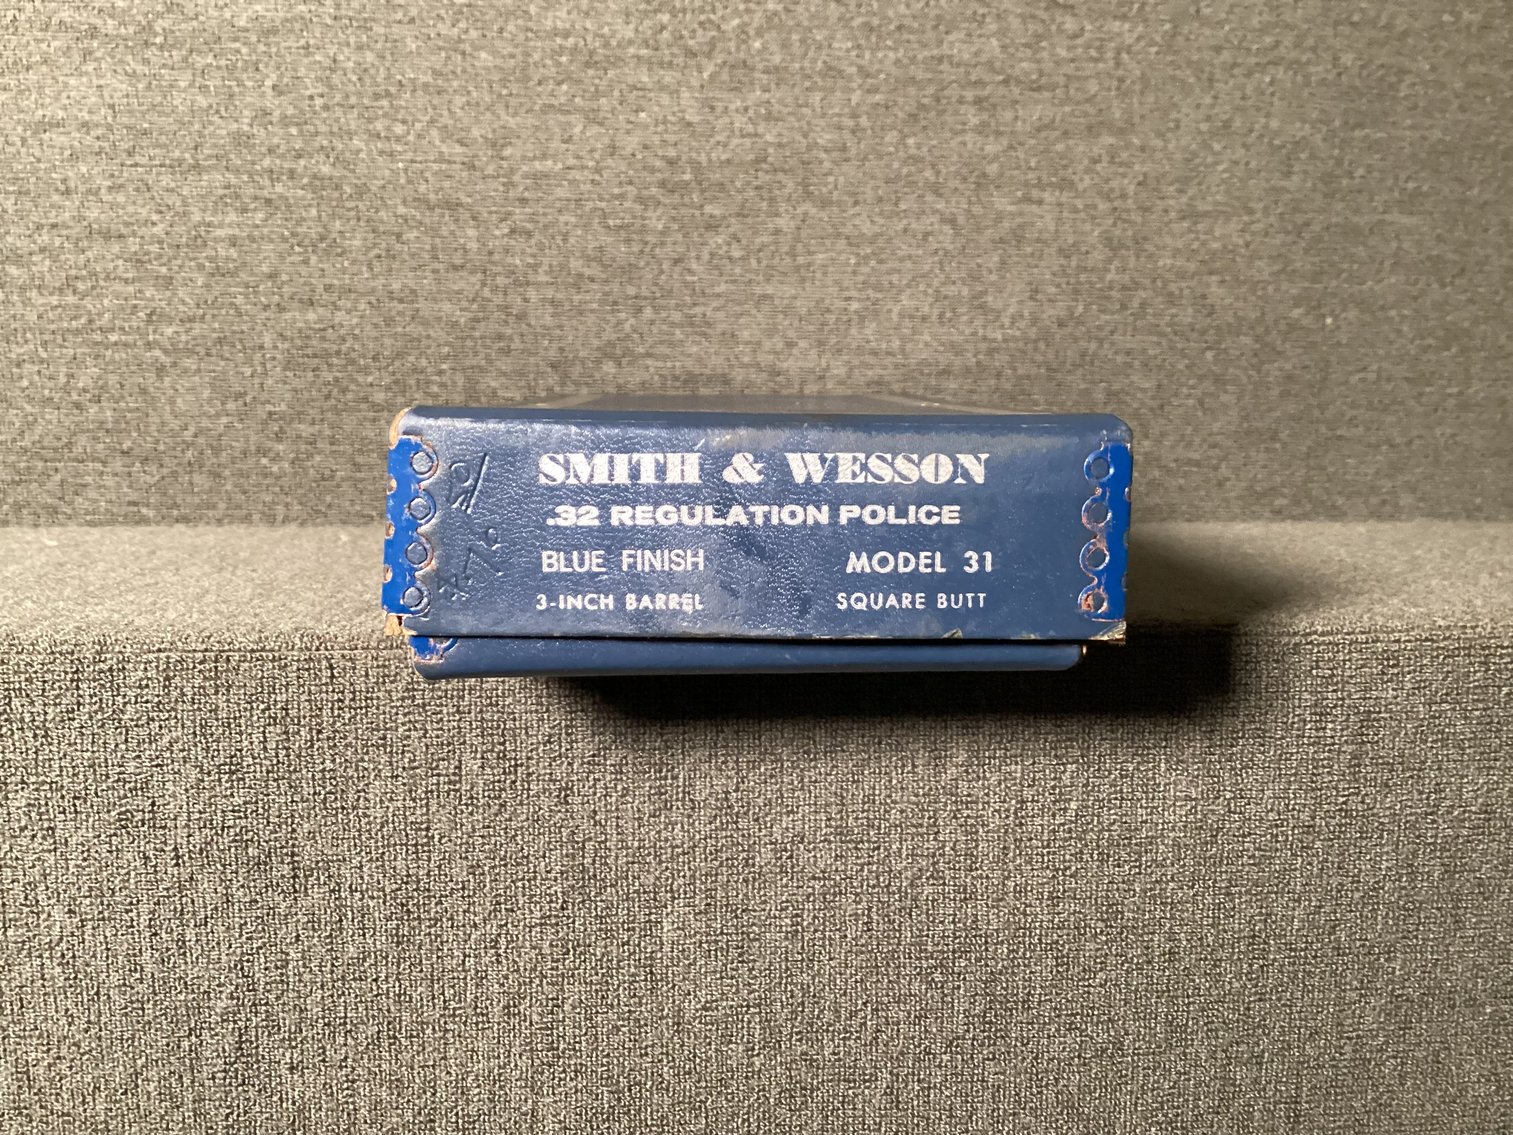 SMITH & WESSON
.32 REGULATION POLICE
BLUE FINISH MODEL 31
3-INCH BARREL SQUARE BUTT